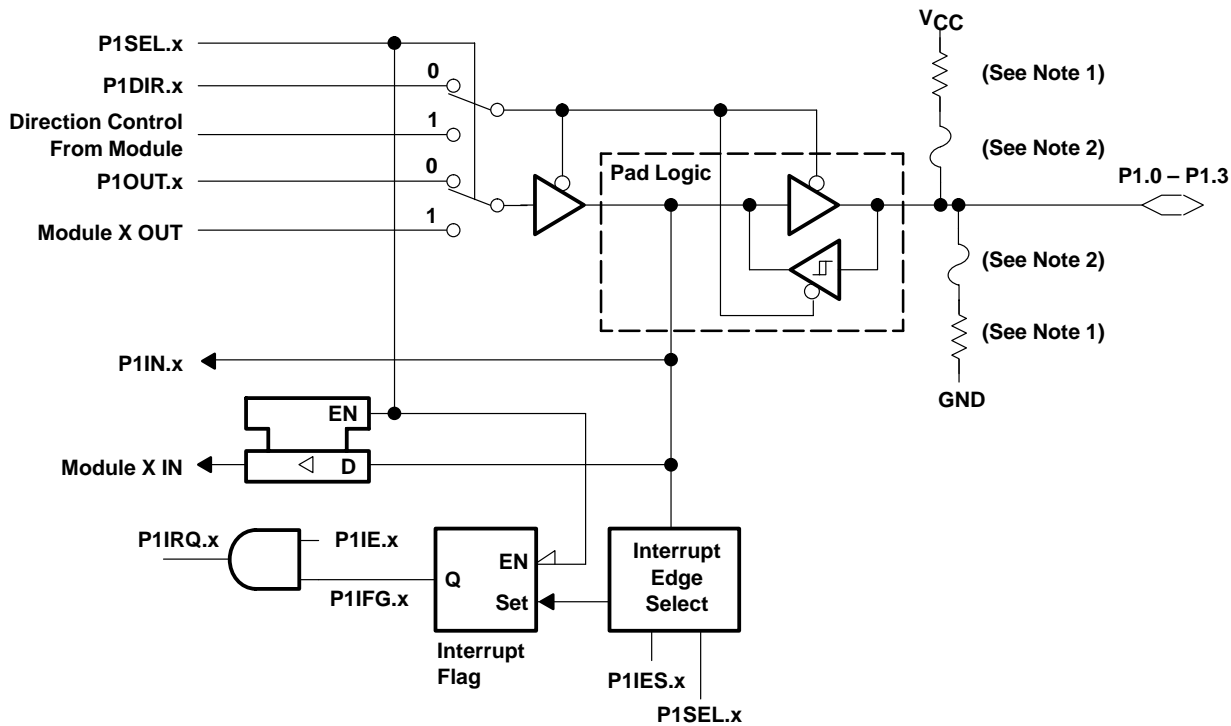 VCC
P1SEL.x
(See Note 1)
0
P1DIR.x
Direction Control
From Module
1
(See Note 2)
Pad Logic
P1.0 – P1.3
0
P1OUT.x
1
Module X OUT
(See Note 2)
(See Note 1)
P1IN.x
GND
EN
Module X IN
D
P1IRQ.x
P1IE.x
Interrupt
Edge
Select
EN
Q
P1IFG.x
Set
Interrupt
Flag
P1IES.x
P1SEL.x